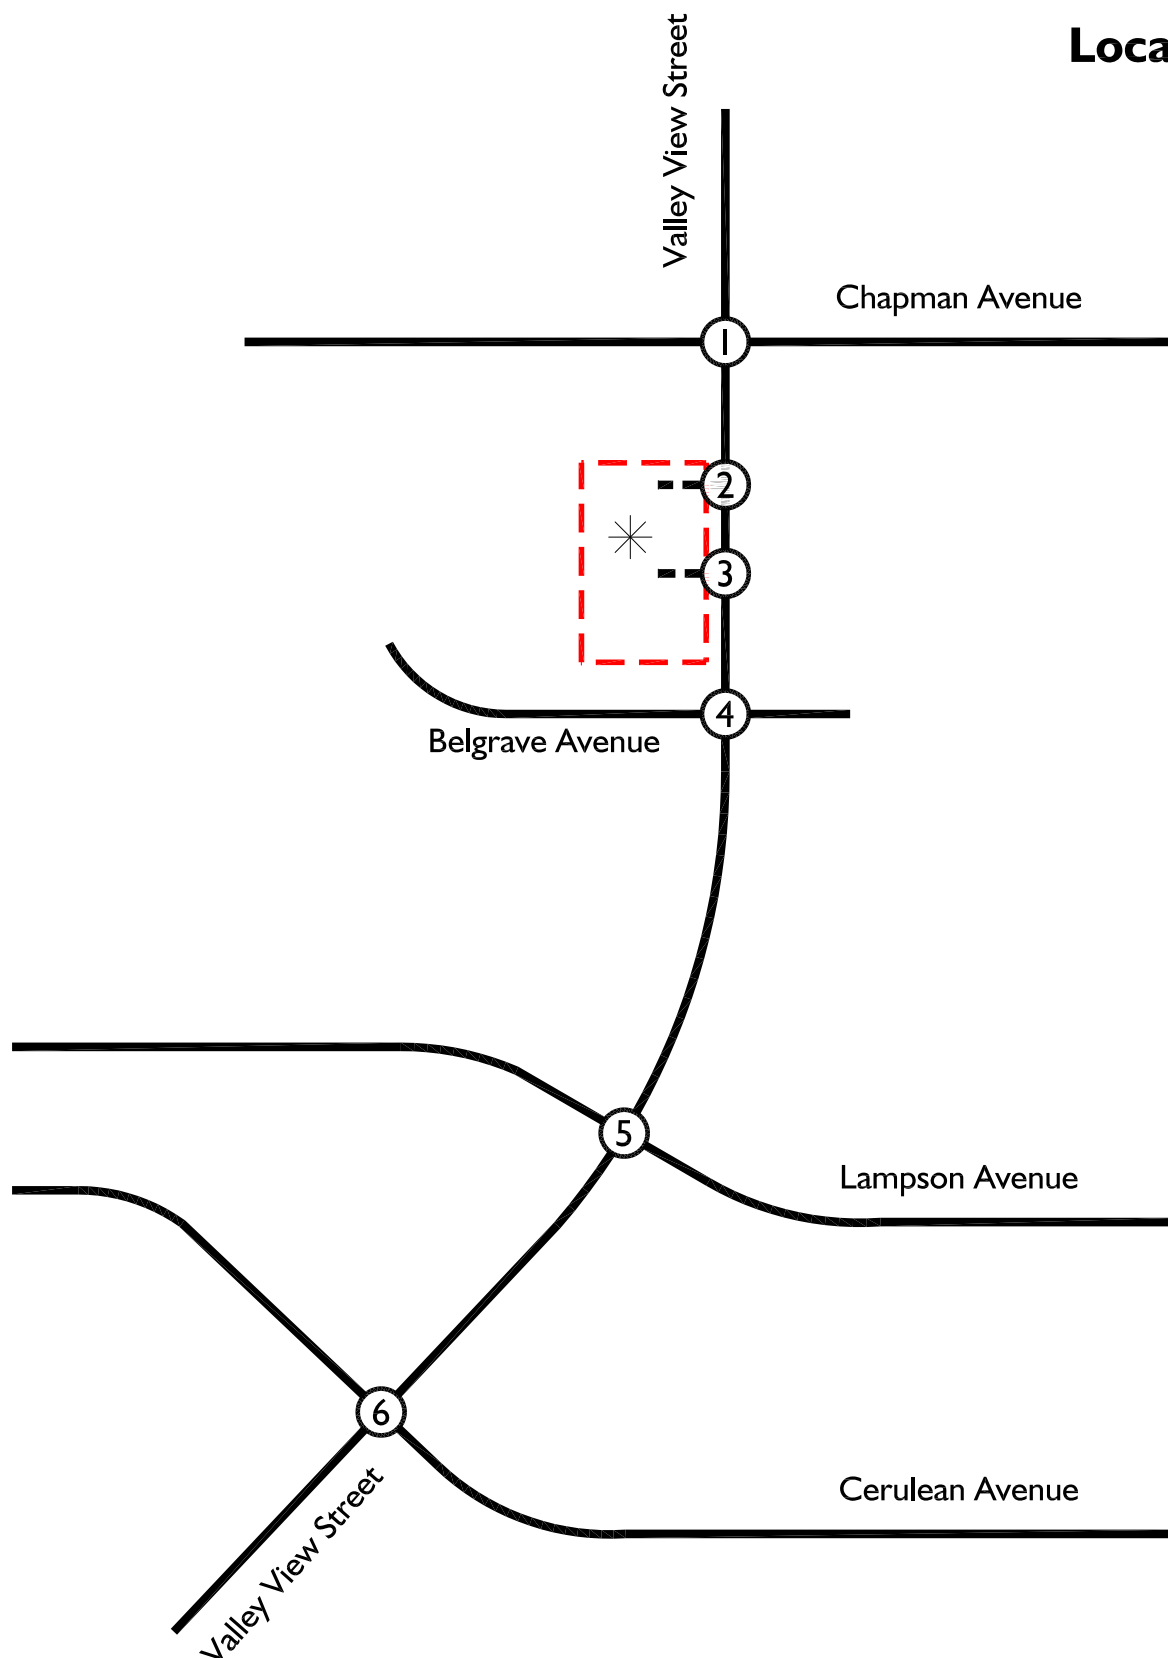 Loca
Valley View Street
Chapman Avenue
1
2
3
4
Belgrave Avenue
5
Lampson Avenue
6
Cerulean Avenue
Valley View Street